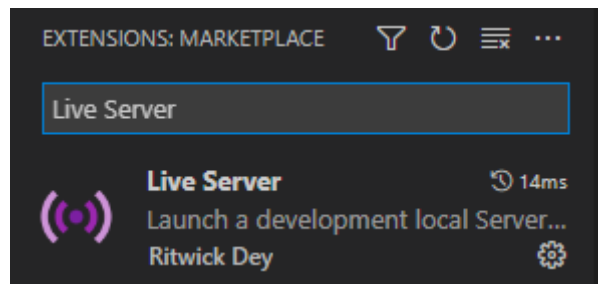 EXTENSIONS: MARKETPLACE
Live Server
Live Server 14ms
Launch a development local Server...
Ritwick Dey